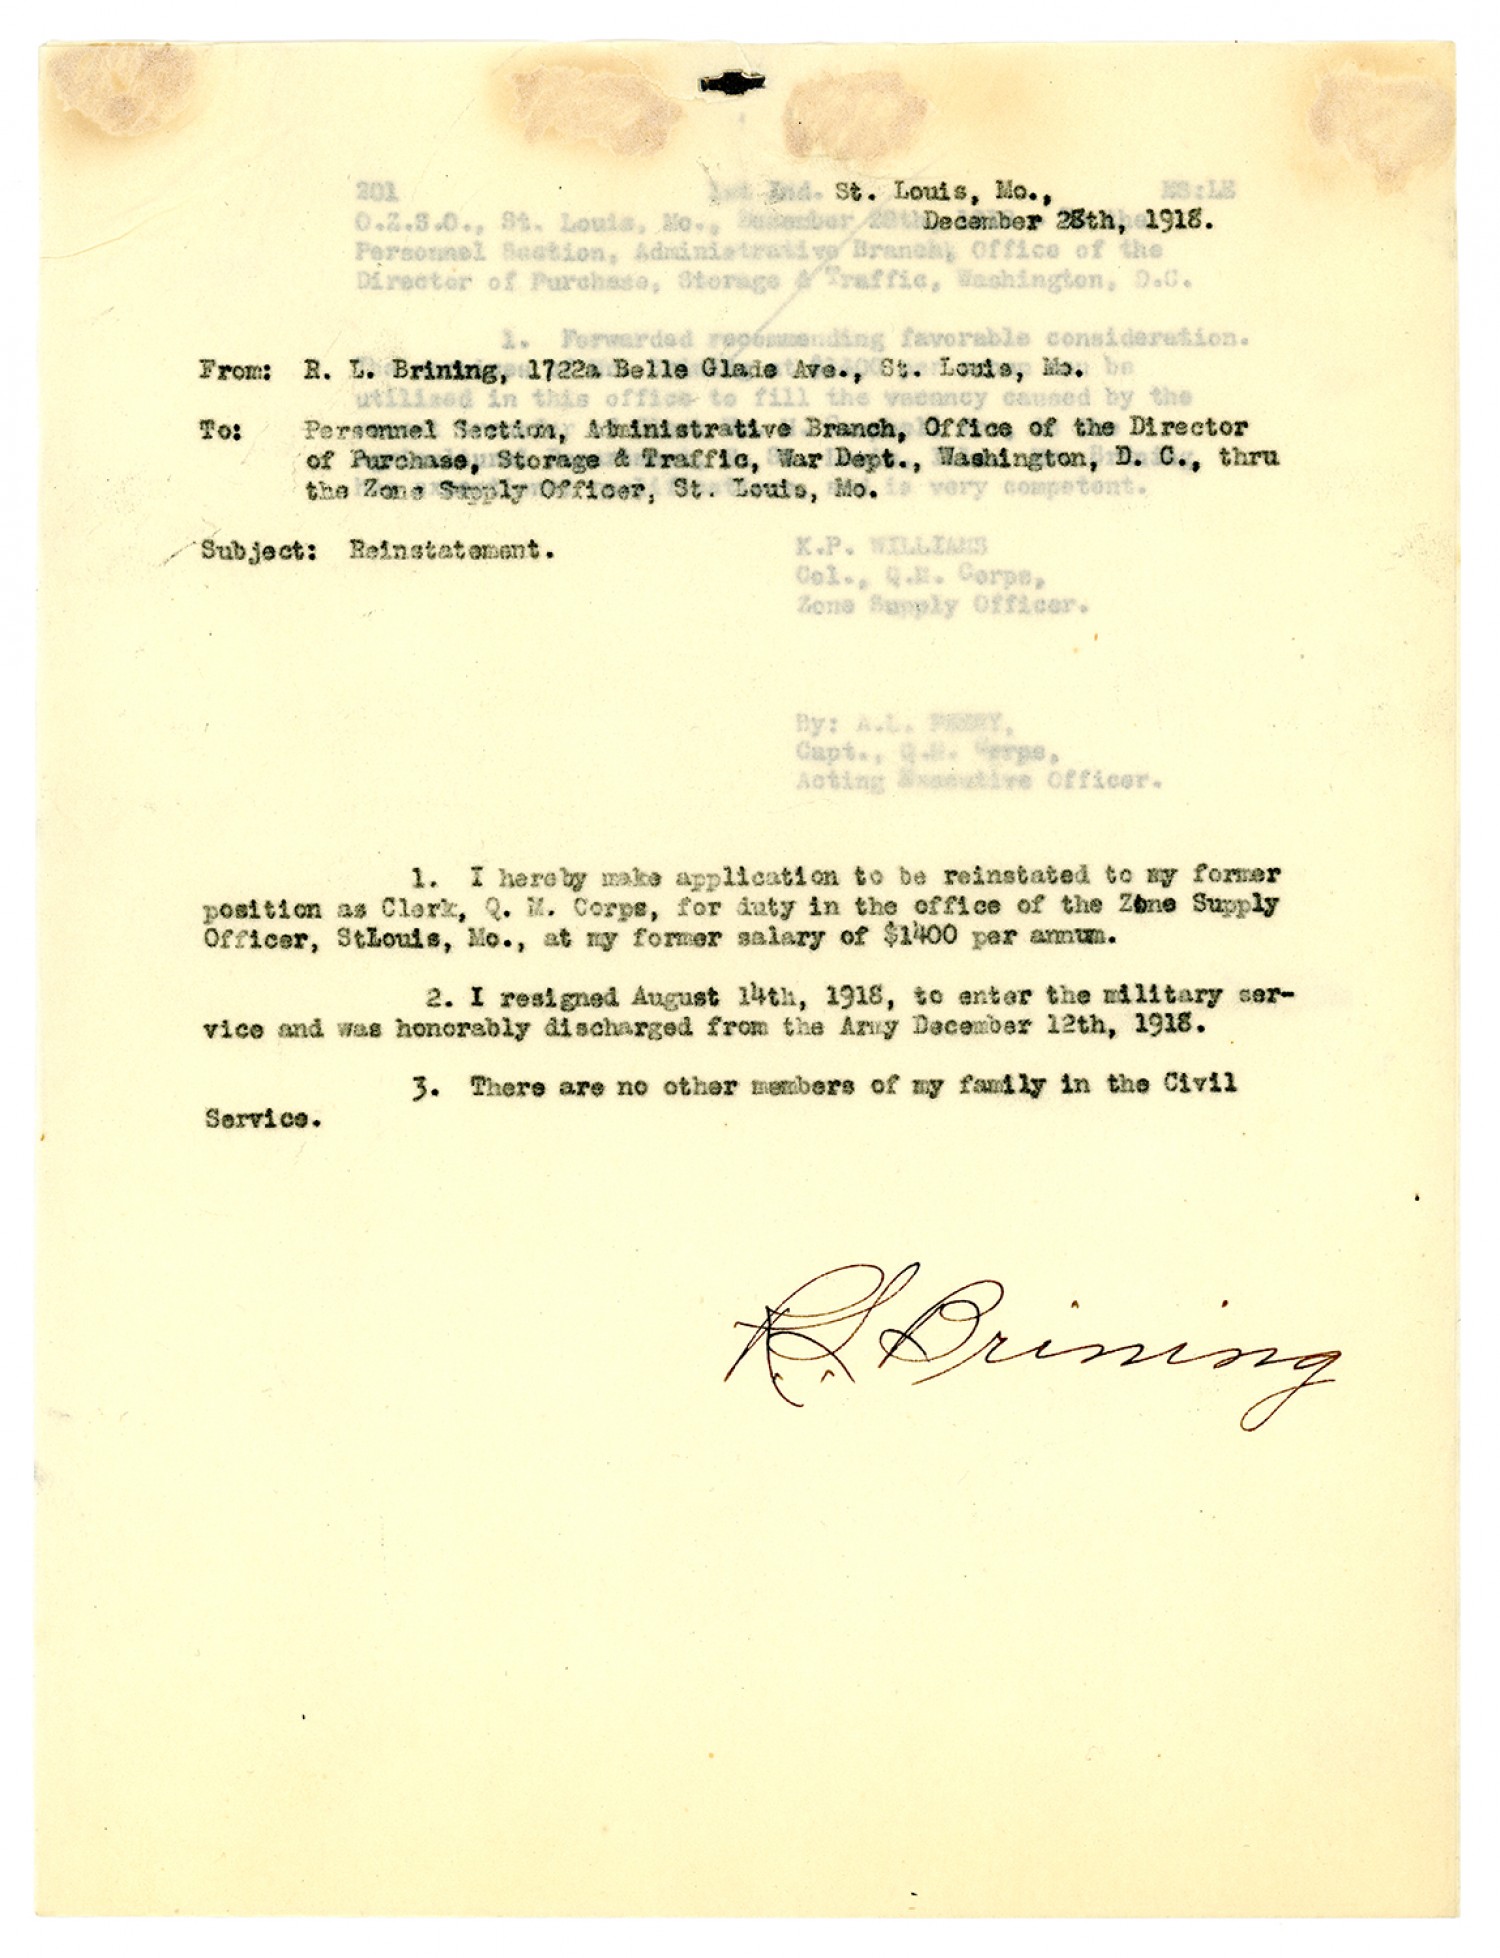 St. Louis, Mo.,
December 28th, 1918.
From: R. L. Brining, 1722a Belle Glade Ave., St. Louis, Mo.
To: Personnel Section, Administrative Branch, Office of the Director
of Purchase, Storage & Traffic, War Dept., Washington, D. C., thru
the Zone Supply Officer, St. Louis, Mo.
Subject: Reinstatement.
1. I hereby make application to be reinstated to my former
position as Clerk, Q. M. Corps, for duty in the office of the Zone Supply
Officer, StLouis, Mo., at my former salary of $1400 per annum.
2. I resigned August 14th, 1918, to enter the military ser-
vice and was honorably discharged from the Army December 12th, 1918.
3. There are no other members of my family in the Civil
Service.
R. L. Brining
201 1st Ind. ES:LE
O.Z.S.O., St. Louis, Mo., December 28th
Personnel Section, Administrative Branch, Office of the
Director of Purchase, Storage & Traffic, Washington, D.C.
1. Forwarded recommending favorable consideration.
be
utilized in this office to fill the vacancy caused by the
is very competent.
K.P. WILLIAMS
Col., Q.M. Corps,
Zone Supply Officer.
By: A.L.
Capt., Q.M. Corps,
Acting Executive Officer.